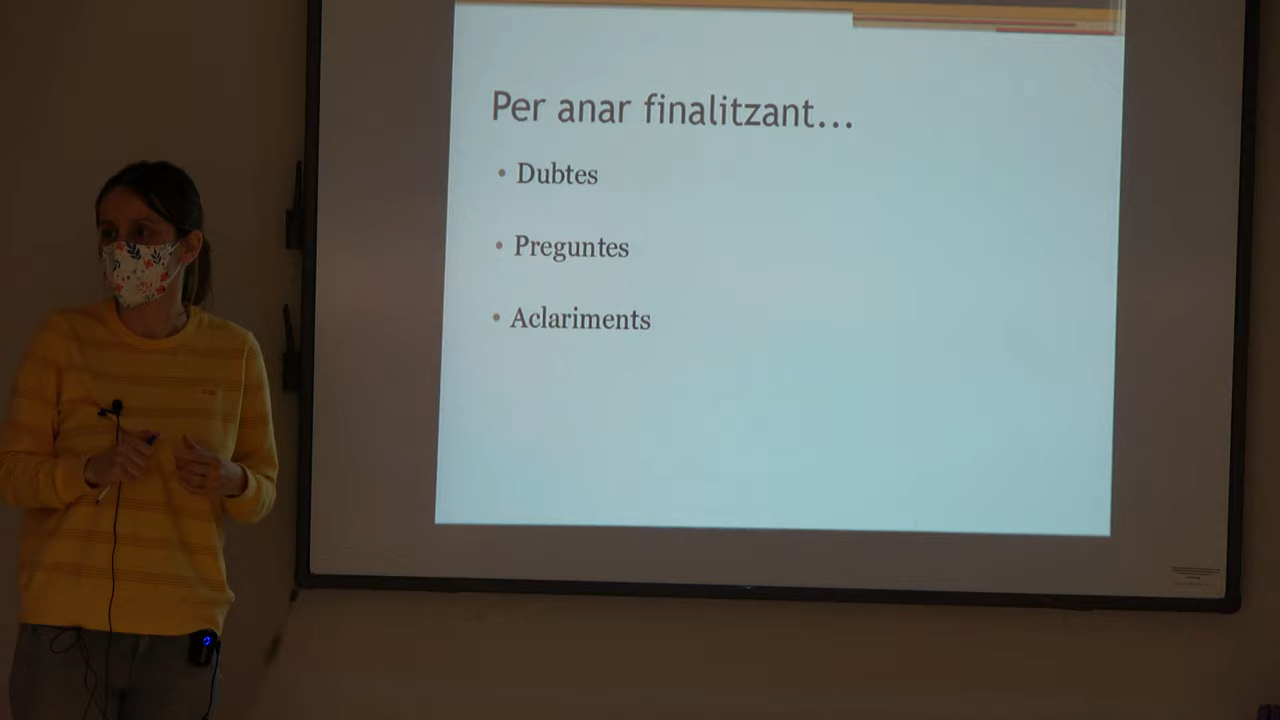 Per anar finalitzant...
• Dubtes
• Preguntes
• Aclariments